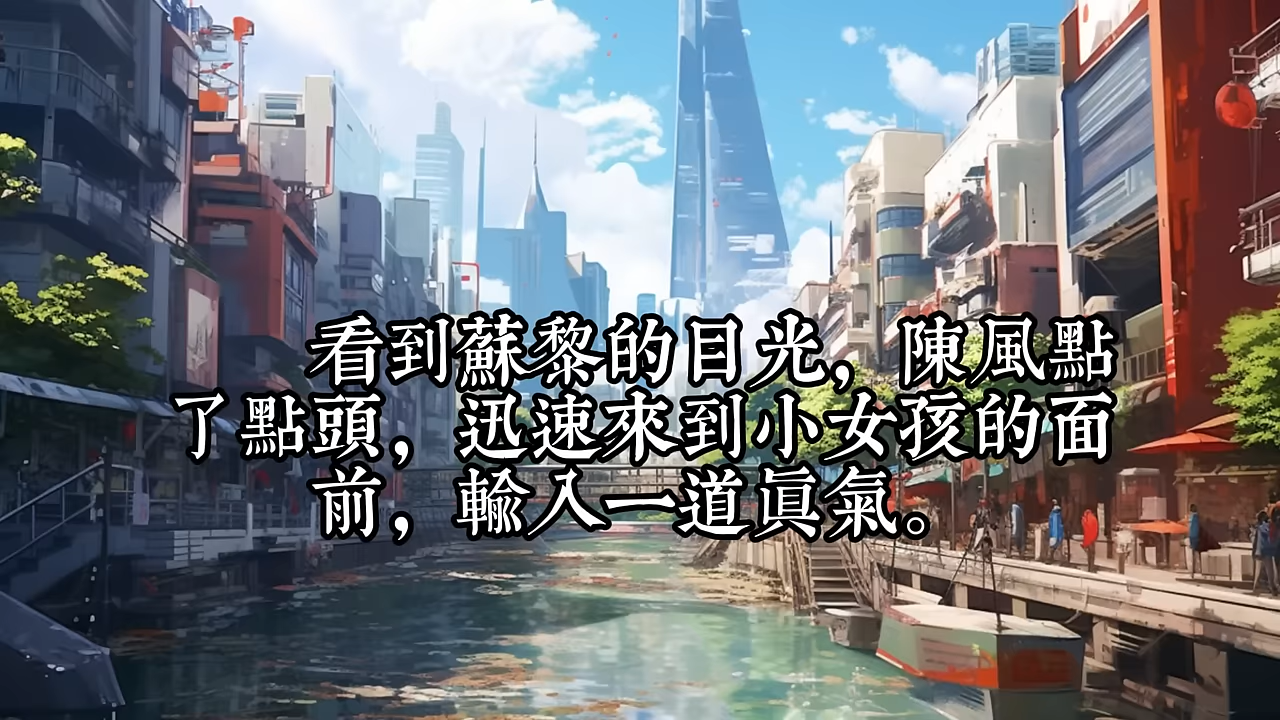 看到蘇黎的目光，陳風點
了點頭，迅速來到小女孩的面
前，輸入一道眞氣。